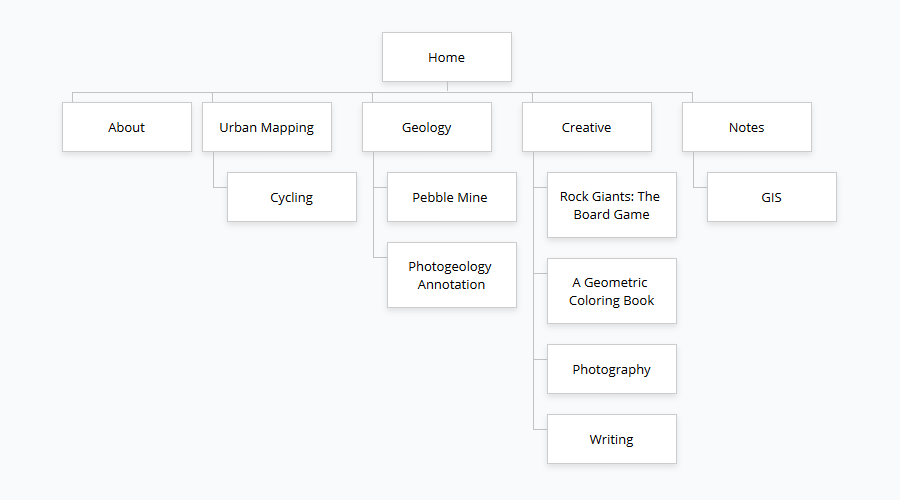 Home
About
Urban Mapping
Geology
Creative
Notes
Cycling
Pebble Mine
Photogeology
Annotation
Rock Giants: The
Board Game
A Geometric
Coloring Book
Photography
Writing
GIS